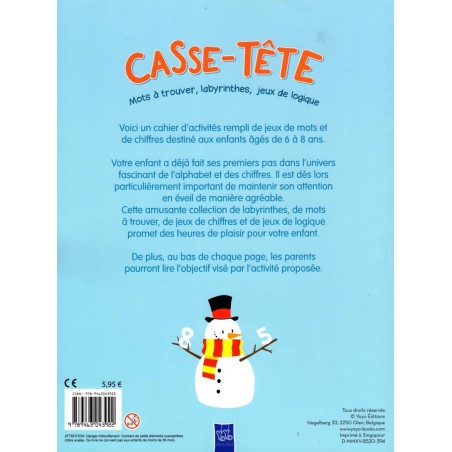 CASSE-TÊTE
Mots à trouver, labyrinthes, jeux de logique
Voici un cahier d'activités rempli de jeux de mots et
de chiffres destiné aux enfants âgés de 6 à 8 ans.
Votre enfant a déjà fait ses premiers pas dans l'univers
fascinant de l'alphabet et des chiffres. Il est dès lors
particulièrement important de maintenir son attention
en éveil de manière agréable.
Cette amusante collection de labyrinthes, de mots
à trouver, de jeux de chiffres et de jeux de logique
promet des heures de plaisir pour votre enfant.
De plus, au bas de chaque page, les parents
pourront lire l'objectif visé par l'activité proposée.
8 5
CE
5,95 €
Tous droits réservés
© Yoyo Éditions
Hagelberg 33, 2250 Olen, Belgique
www.yoyo-books.com
Imprimé à Singapour